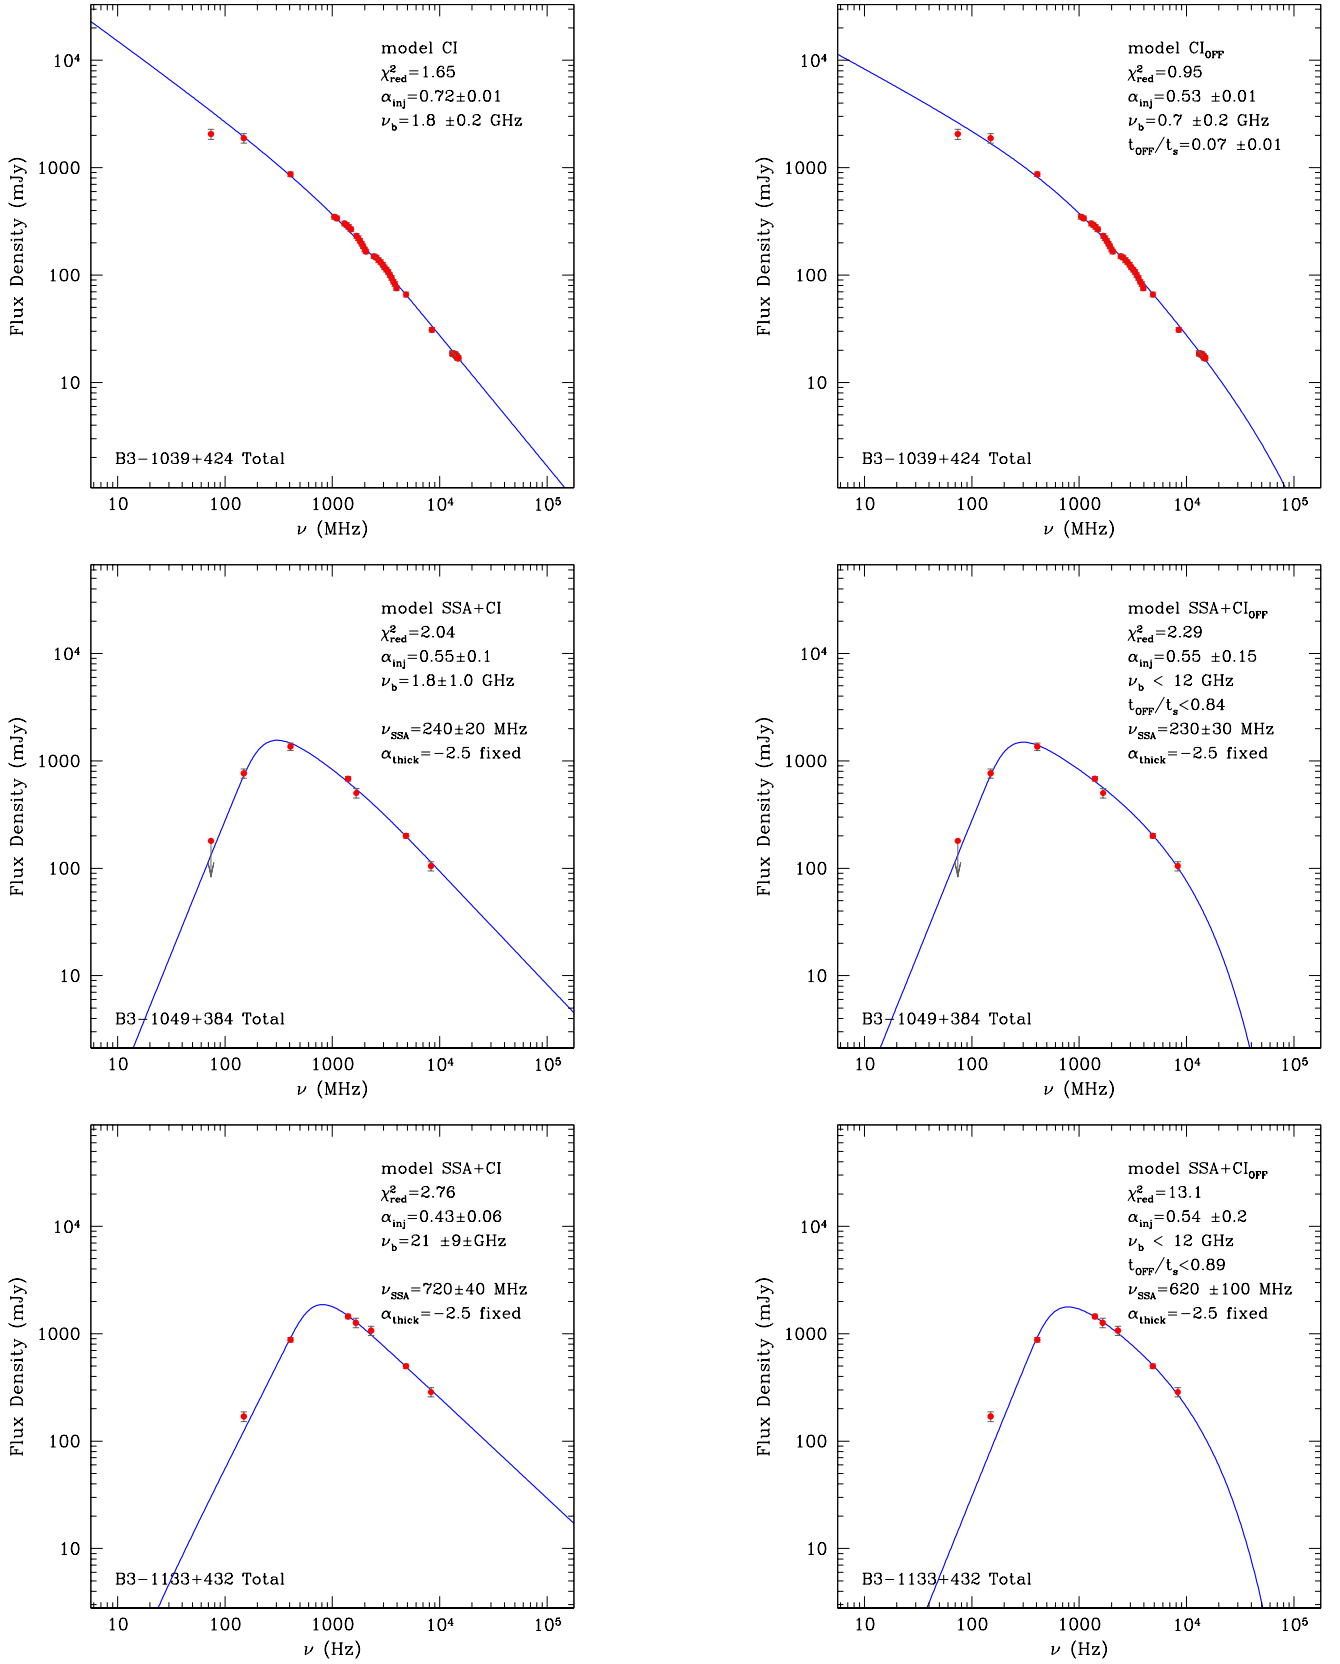 model CI
χ²red=1.65
αinj=0.72±0.01
νb=1.8 ±0.2 GHz
10⁴
1000
100
10
Flux Density (mJy)
B3−1039+424 Total
10 100 1000 10⁴ 10⁵
ν (MHz)
model CIOFF
χ²red=0.95
αinj=0.53 ±0.01
νb=0.7 ±0.2 GHz
tOFF/ts=0.07 ±0.01
10⁴
1000
100
10
Flux Density (mJy)
B3−1039+424 Total
10 100 1000 10⁴ 10⁵
ν (MHz)
model SSA+CI
χ²red=2.04
αinj=0.55±0.1
νb=1.8±1.0 GHz
νSSA=240±20 MHz
αthick=−2.5 fixed
10⁴
1000
100
10
Flux Density (mJy)
B3−1049+384 Total
10 100 1000 10⁴ 10⁵
ν (MHz)
model SSA+CIOFF
χ²red=2.29
αinj=0.55 ±0.15
νb < 12 GHz
tOFF/ts<0.84
νSSA=230±30 MHz
αthick=−2.5 fixed
10⁴
1000
100
10
Flux Density (mJy)
B3−1049+384 Total
10 100 1000 10⁴ 10⁵
ν (MHz)
model SSA+CI
χ²red=2.76
αinj=0.43±0.06
νb=21 ±9±GHz
νSSA=720±40 MHz
αthick=−2.5 fixed
10⁴
1000
100
10
Flux Density (mJy)
B3−1133+432 Total
10 100 1000 10⁴ 10⁵
ν (Hz)
model SSA+CIOFF
χ²red=13.1
αinj=0.54 ±0.2
νb < 12 GHz
tOFF/ts<0.89
νSSA=620 ±100 MHz
αthick=−2.5 fixed
10⁴
1000
100
10
Flux Density (mJy)
B3−1133+432 Total
10 100 1000 10⁴ 10⁵
ν (Hz)